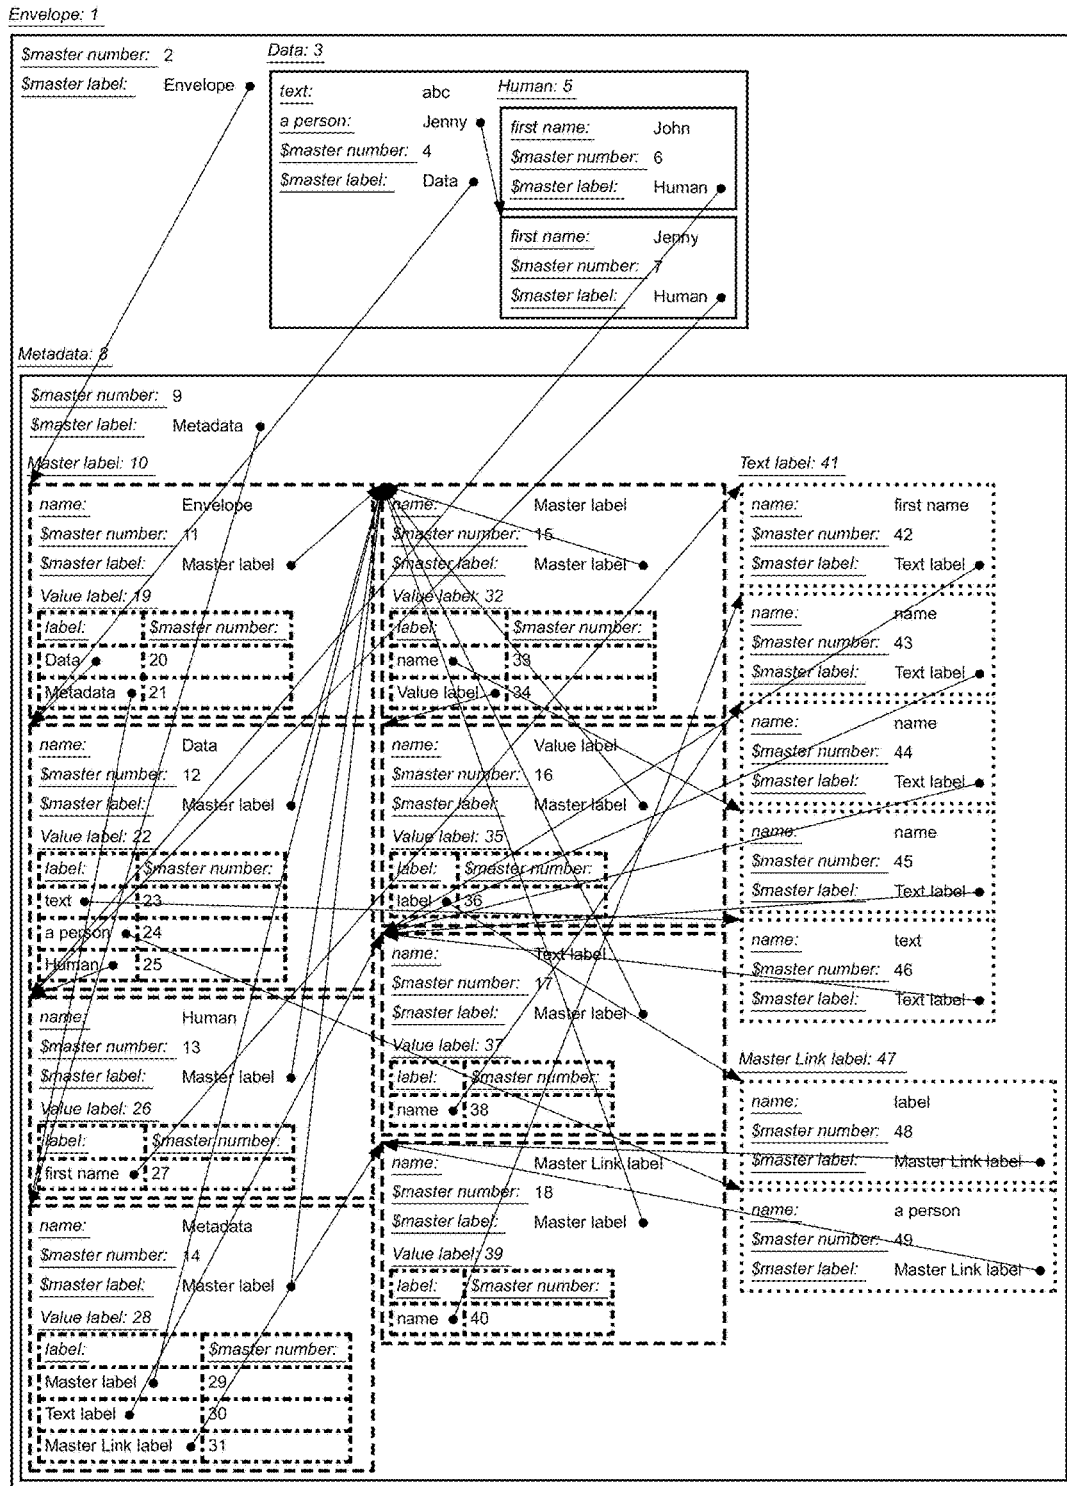 Envelope: 1
$master number: 2
$master label: Envelope
Data: 3
text: abc
a person: Jenny
$master number: 4
$master label: Data
Human: 5
first name: John
$master number: 6
$master label: Human
first name: Jenny
$master number: 7
$master label: Human
Metadata: 8
$master number: 9
$master label: Metadata
Master label: 10
name: Envelope
$master number: 11
$master label: Master label
Value label: 19
label: $master number:
Data 20
Metadata 21
name: Data
$master number: 12
$master label: Master label
Value label: 22
label: $master number:
text 23
a person 24
Human 25
name: Human
$master number: 13
$master label: Master label
Value label: 26
label: $master number:
first name 27
name: Metadata
$master number: 14
$master label: Master label
Value label: 28
label: $master number:
Master label 29
Text label 30
Master Link label 31
name: Master label
$master number: 15
$master label: Master label
Value label: 32
label: $master number:
name 33
Value label 34
name: Value label
$master number: 16
$master label: Master label
Value label: 35
label: $master number:
label 36
name: Text label
$master number: 17
$master label: Master label
Value label: 37
label: $master number:
name 38
name: Master Link label
$master number: 18
$master label: Master label
Value label: 39
label: $master number:
name 40
Text label: 41
name: first name
$master number: 42
$master label: Text label
name: name
$master number: 43
$master label: Text label
name: name
$master number: 44
$master label: Text label
name: name
$master number: 45
$master label: Text label
name: text
$master number: 46
$master label: Text label
Master Link label: 47
name: label
$master number: 48
$master label: Master Link label
name: a person
$master number: 49
$master label: Master Link label